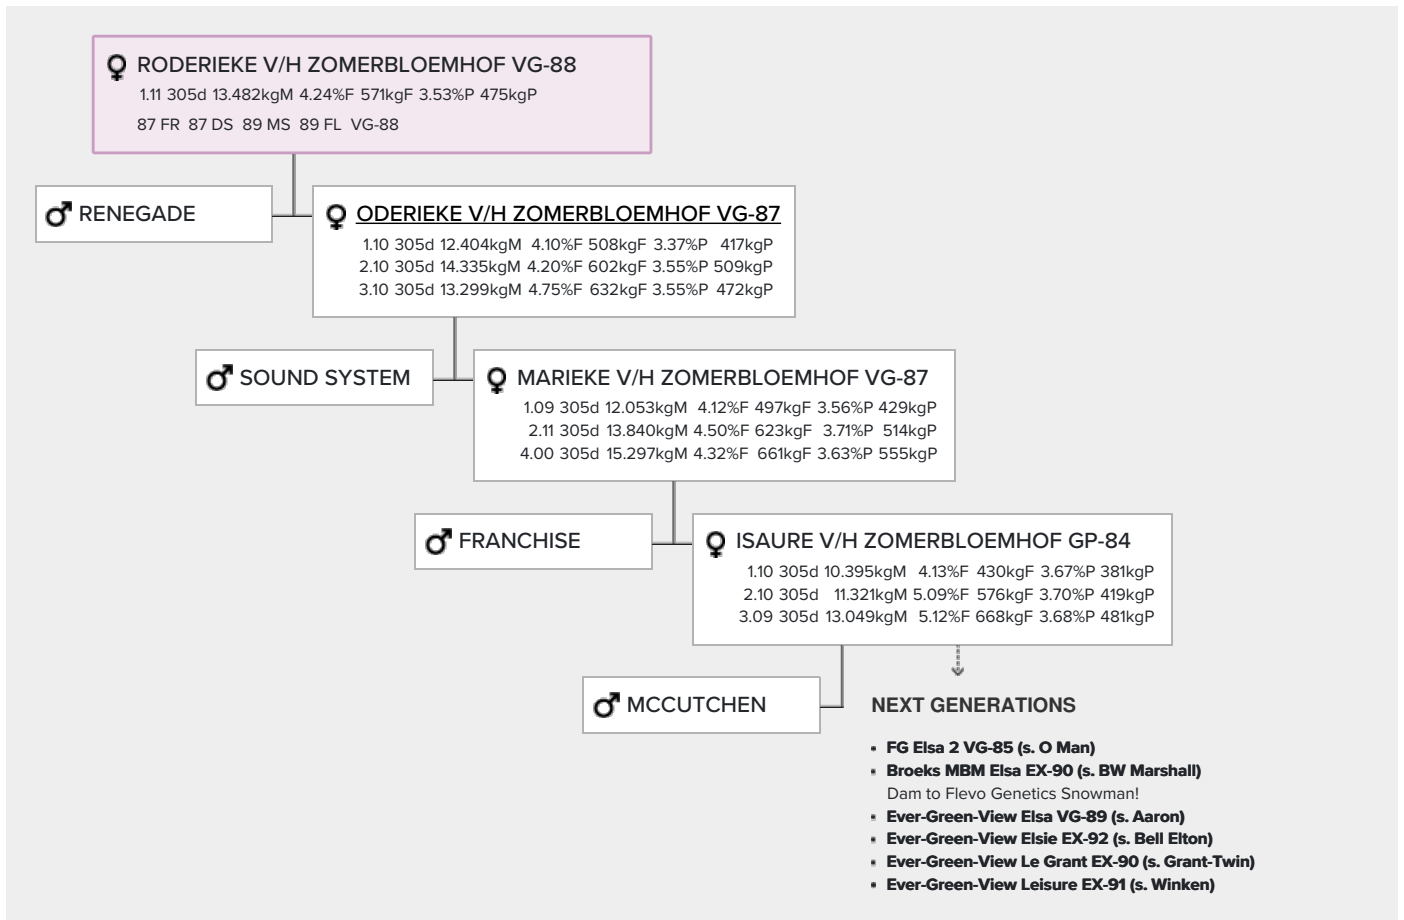 RODERIEKE V/H ZOMERBLOEMHOF VG-88
1.11 305d 13.482kgM 4.24%F 571kgF 3.53%P 475kgP
87 FR 87 DS 89 MS 89 FL VG-88
RENEGADE
ODERIEKE V/H ZOMERBLOEMHOF VG-87
1.10 305d 12.404kgM 4.10%F 508kgF 3.37%P 417kgP
2.10 305d 14.335kgM 4.20%F 602kgF 3.55%P 509kgP
3.10 305d 13.299kgM 4.75%F 632kgF 3.55%P 472kgP
SOUND SYSTEM
MARIEKE V/H ZOMERBLOEMHOF VG-87
1.09 305d 12.053kgM 4.12%F 497kgF 3.56%P 429kgP
2.11 305d 13.840kgM 4.50%F 623kgF 3.71%P 514kgP
4.00 305d 15.297kgM 4.32%F 661kgF 3.63%P 555kgP
FRANCHISE
ISAURE V/H ZOMERBLOEMHOF GP-84
1.10 305d 10.395kgM 4.13%F 430kgF 3.67%P 381kgP
2.10 305d 11.321kgM 5.09%F 576kgF 3.70%P 419kgP
3.09 305d 13.049kgM 5.12%F 668kgF 3.68%P 481kgP
MCCUTCHEN
NEXT GENERATIONS
▪ FG Elsa 2 VG-85 (s. O Man)
▪ Broeks MBM Elsa EX-90 (s. BW Marshall)
Dam to Flevo Genetics Snowman!
▪ Ever-Green-View Elsa VG-89 (s. Aaron)
▪ Ever-Green-View Elsie EX-92 (s. Bell Elton)
▪ Ever-Green-View Le Grant EX-90 (s. Grant-Twin)
▪ Ever-Green-View Leisure EX-91 (s. Winken)